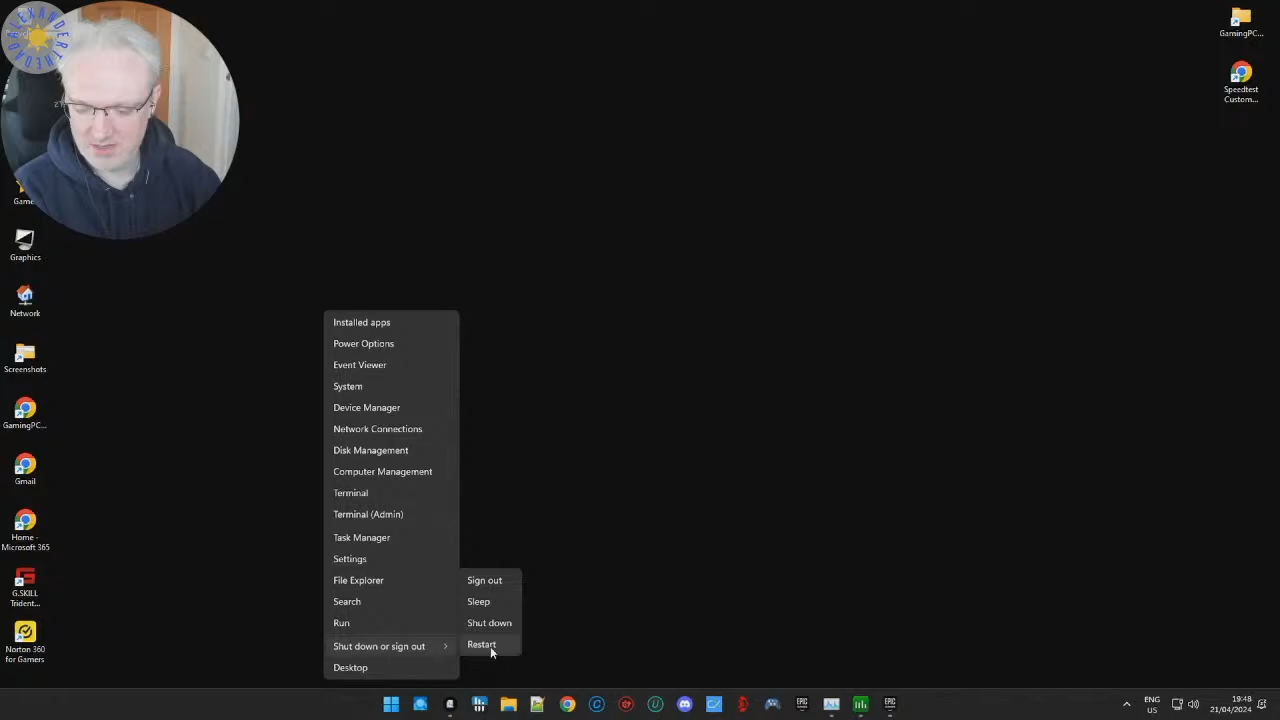 ALEXANDERTHEDAD
GamingPC...
Speedtest
Custom...
Graphics
Network
Screenshots
GamingPC...
Gmail
Home -
Microsoft 365
G.SKILL
Trident...
Norton 360
for Gamers
Installed apps
Power Options
Event Viewer
System
Device Manager
Network Connections
Disk Management
Computer Management
Terminal
Terminal (Admin)
Task Manager
Settings
File Explorer
Search
Run
Shut down or sign out
Desktop
Sign out
Sleep
Shut down
Restart
EPIC
EPIC
ENG
US
19:48
21/04/2024